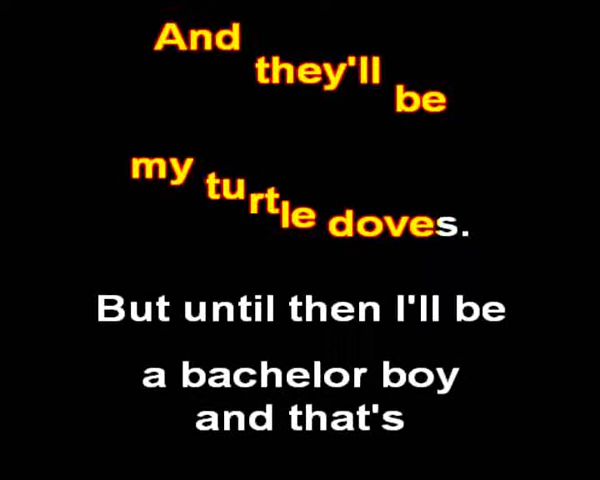 And they'll be
my turtle doves.
But until then I'll be
a bachelor boy
and that's